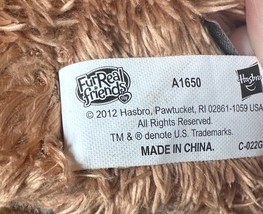 FurReal
friends
A1650
Hasbro
© 2012 Hasbro, Pawtucket, RI 02861-1059 USA
All Rights Reserved.
TM & ® denote U.S. Trademarks.
MADE IN CHINA.
C-022G